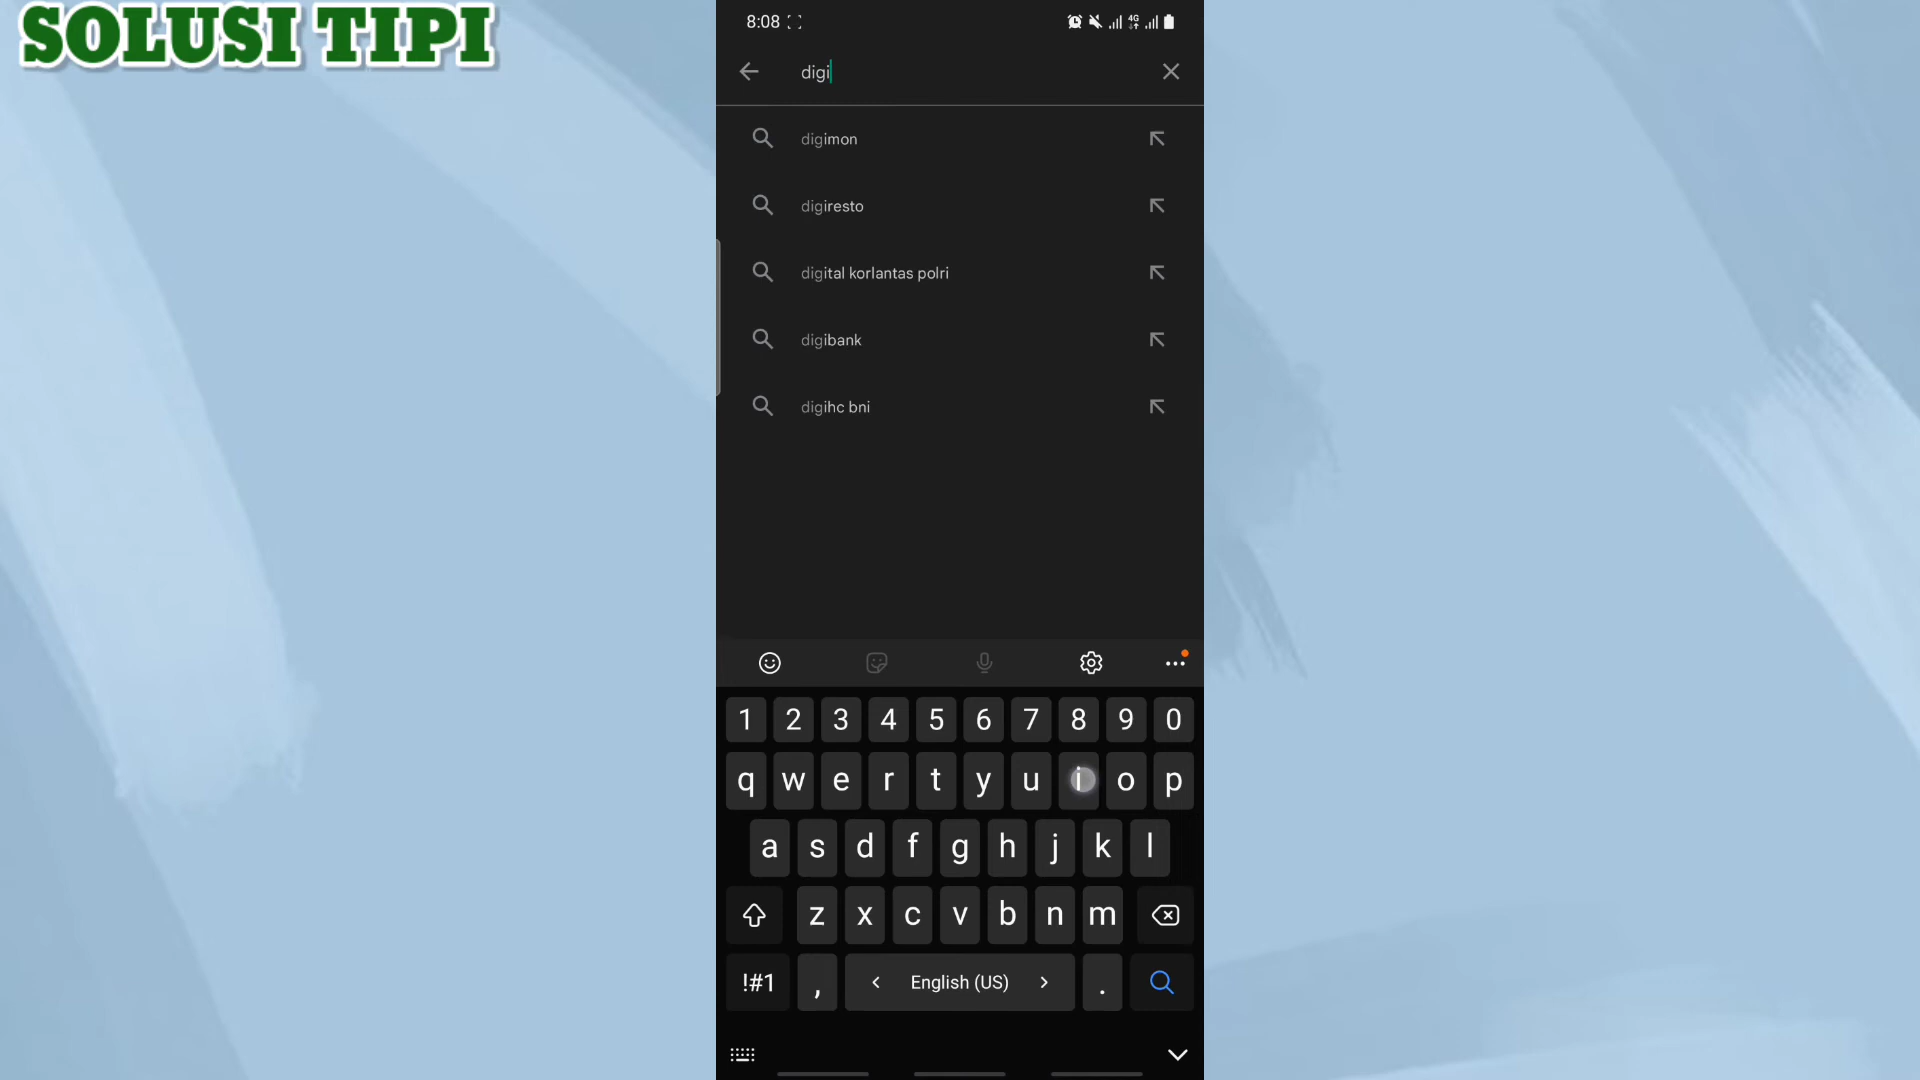 SOLUSI TIPI
8:08
4G
digi
digimon
digiresto
digital korlantas polri
digibank
digihc bni
1 2 3 4 5 6 7 8 9 0
q w e r t y u i o p
a s d f g h j k l
z x c v b n m
!#1 , < English (US) > .